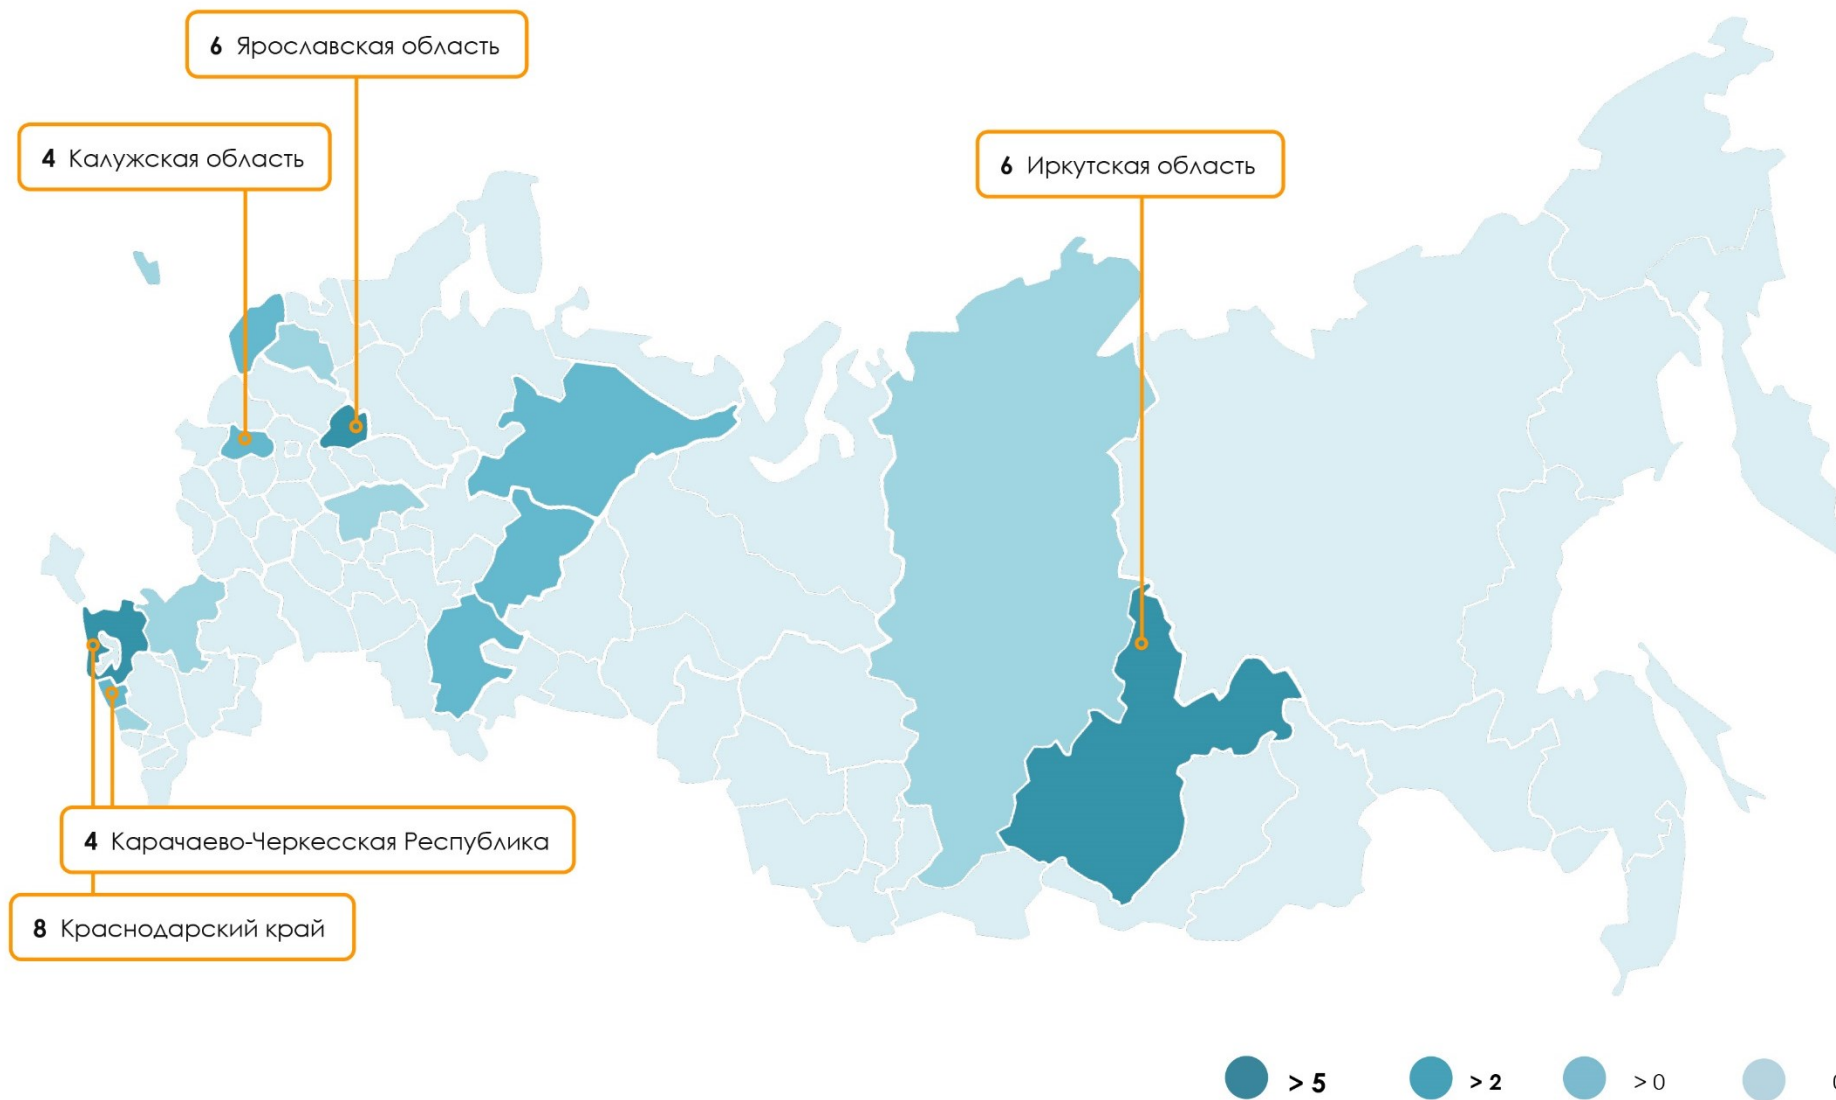 6 Ярославская область
4 Калужская область
6 Иркутская область
4 Карачаево-Черкесская Республика
8 Краснодарский край
> 5 > 2 > 0